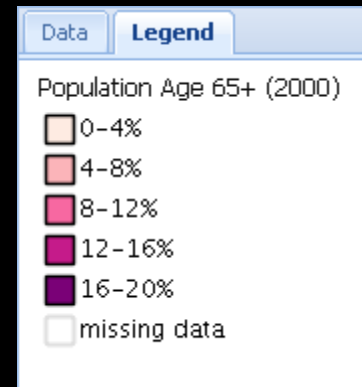 Data Legend
Population Age 65+ (2000)
0-4%
4-8%
8-12%
12-16%
16-20%
missing data